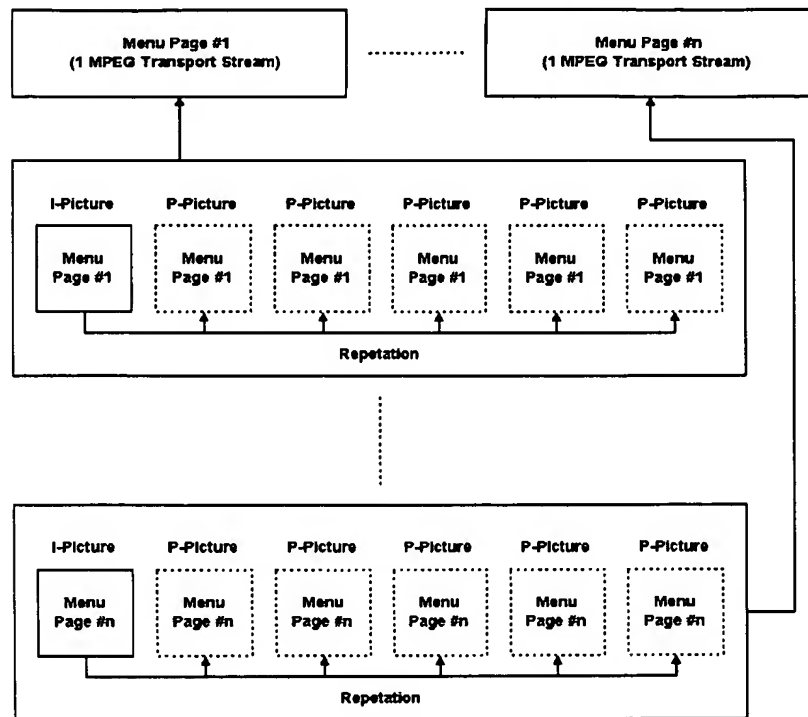 Menu Page #1
(1 MPEG Transport Stream)
Menu Page #n
(1 MPEG Transport Stream)
I-Picture P-Picture P-Picture P-Picture P-Picture P-Picture
Menu Menu Menu Menu Menu Menu
Page #1 Page #1 Page #1 Page #1 Page #1 Page #1
Repetation
I-Picture P-Picture P-Picture P-Picture P-Picture P-Picture
Menu Menu Menu Menu Menu Menu
Page #n Page #n Page #n Page #n Page #n Page #n
Repetation